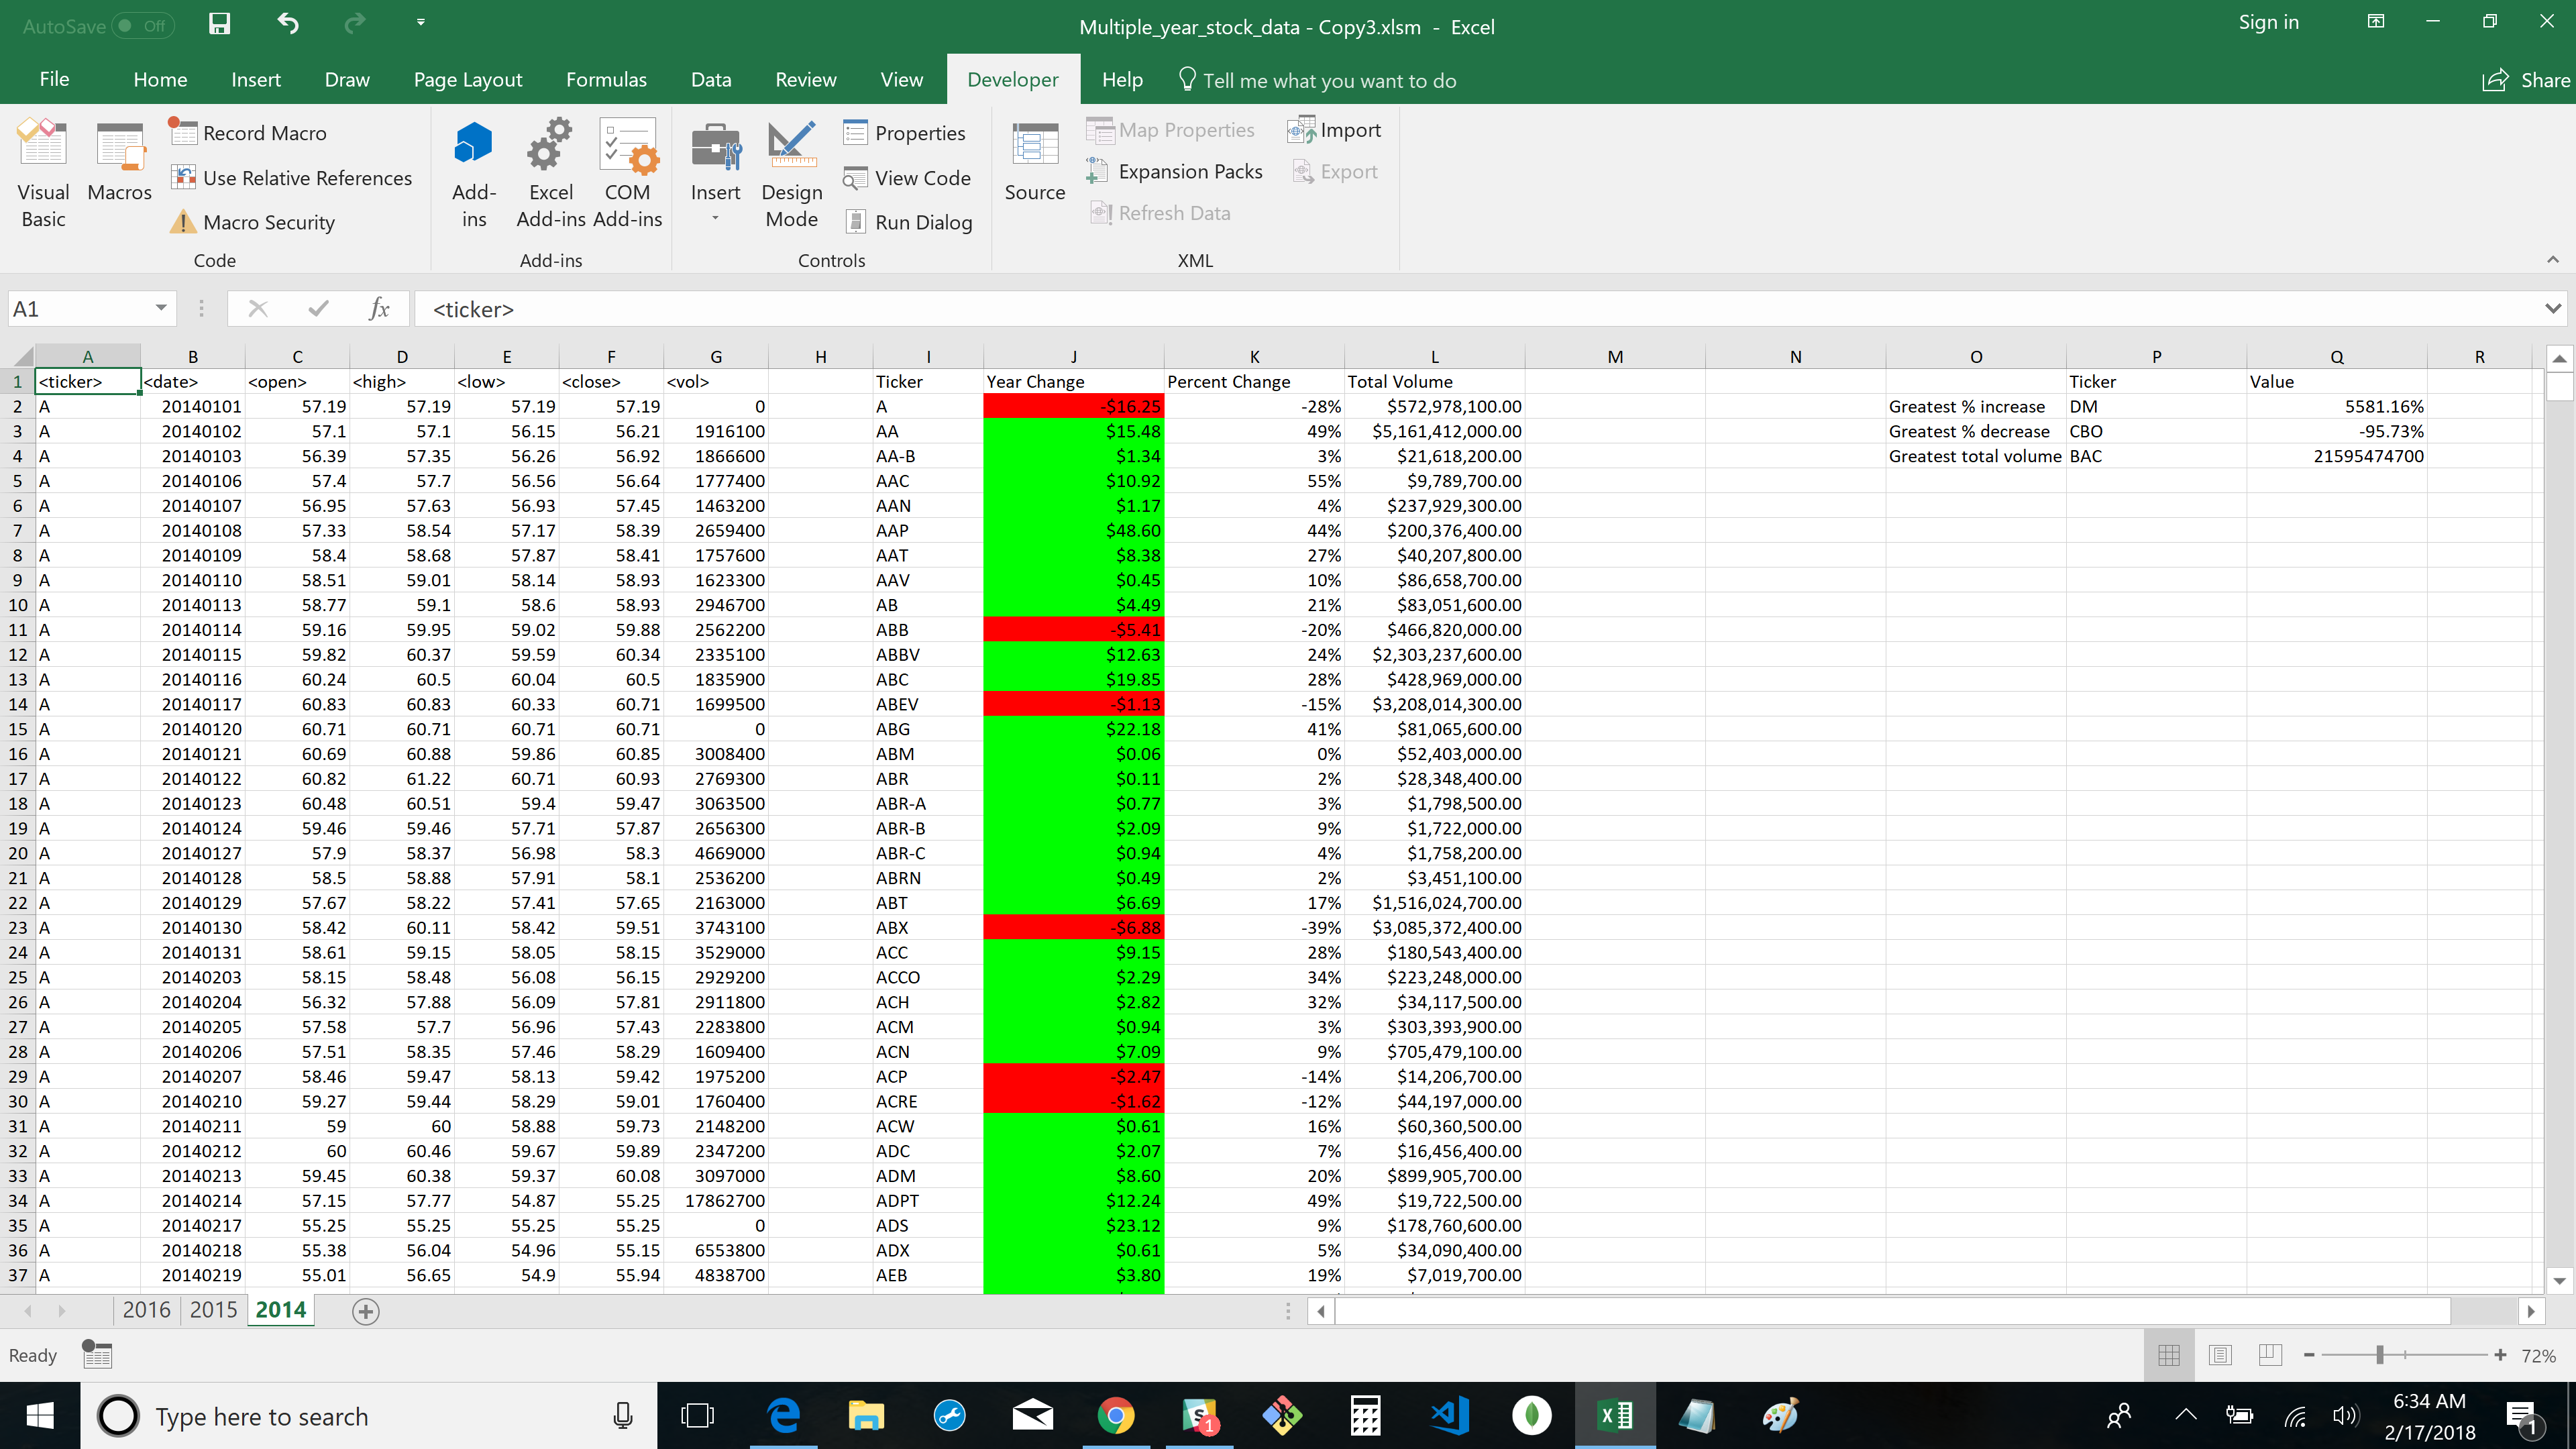 AutoSave Off
Multiple_year_stock_data - Copy3.xlsm - Excel
Sign in
File Home Insert Draw Page Layout Formulas Data Review View Developer Help Tell me what you want to do Share
Visual Basic
Macros
Record Macro
Use Relative References
Macro Security
Code
Add-ins
Excel Add-ins
COM Add-ins
Add-ins
Insert
Design Mode
Properties
View Code
Run Dialog
Controls
Source
Map Properties
Expansion Packs
Refresh Data
Import
Export
XML
A1 fx <ticker>
A B C D E F G H I J K L M N O P Q R
1 <ticker> <date> <open> <high> <low> <close> <vol> Ticker Year Change Percent Change Total Volume Ticker Value
2 A 20140101 57.19 57.19 57.19 57.19 0 A -$16.25 -28% $572,978,100.00 Greatest % increase DM 5581.16%
3 A 20140102 57.1 57.1 56.15 56.21 1916100 AA $15.48 49% $5,161,412,000.00 Greatest % decrease CBO -95.73%
4 A 20140103 56.39 57.35 56.26 56.92 1866600 AA-B $1.34 3% $21,618,200.00 Greatest total volume BAC 21595474700
5 A 20140106 57.4 57.7 56.56 56.64 1777400 AAC $10.92 55% $9,789,700.00
6 A 20140107 56.95 57.63 56.93 57.45 1463200 AAN $1.17 4% $237,929,300.00
7 A 20140108 57.33 58.54 57.17 58.39 2659400 AAP $48.60 44% $200,376,400.00
8 A 20140109 58.4 58.68 57.87 58.41 1757600 AAT $8.38 27% $40,207,800.00
9 A 20140110 58.51 59.01 58.14 58.93 1623300 AAV $0.45 10% $86,658,700.00
10 A 20140113 58.77 59.1 58.6 58.93 2946700 AB $4.49 21% $83,051,600.00
11 A 20140114 59.16 59.95 59.02 59.88 2562200 ABB -$5.41 -20% $466,820,000.00
12 A 20140115 59.82 60.37 59.59 60.34 2335100 ABBV $12.63 24% $2,303,237,600.00
13 A 20140116 60.24 60.5 60.04 60.5 1835900 ABC $19.85 28% $428,969,000.00
14 A 20140117 60.83 60.83 60.33 60.71 1699500 ABEV -$1.13 -15% $3,208,014,300.00
15 A 20140120 60.71 60.71 60.71 60.71 0 ABG $22.18 41% $81,065,600.00
16 A 20140121 60.69 60.88 59.86 60.85 3008400 ABM $0.06 0% $52,403,000.00
17 A 20140122 60.82 61.22 60.71 60.93 2769300 ABR $0.11 2% $28,348,400.00
18 A 20140123 60.48 60.51 59.4 59.47 3063500 ABR-A $0.77 3% $1,798,500.00
19 A 20140124 59.46 59.46 57.71 57.87 2656300 ABR-B $2.09 9% $1,722,000.00
20 A 20140127 57.9 58.37 56.98 58.3 4669000 ABR-C $0.94 4% $1,758,200.00
21 A 20140128 58.5 58.88 57.91 58.1 2536200 ABRN $0.49 2% $3,451,100.00
22 A 20140129 57.67 58.22 57.41 57.65 2163000 ABT $6.69 17% $1,516,024,700.00
23 A 20140130 58.42 60.11 58.42 59.51 3743100 ABX -$6.88 -39% $3,085,372,400.00
24 A 20140131 58.61 59.15 58.05 58.15 3529000 ACC $9.15 28% $180,543,400.00
25 A 20140203 58.15 58.48 56.08 56.15 2929200 ACCO $2.29 34% $223,248,000.00
26 A 20140204 56.32 57.88 56.09 57.81 2911800 ACH $2.82 32% $34,117,500.00
27 A 20140205 57.58 57.7 56.96 57.43 2283800 ACM $0.94 3% $303,393,900.00
28 A 20140206 57.51 58.35 57.46 58.29 1609400 ACN $7.09 9% $705,479,100.00
29 A 20140207 58.46 59.47 58.13 59.42 1975200 ACP -$2.47 -14% $14,206,700.00
30 A 20140210 59.27 59.44 58.29 59.01 1760400 ACRE -$1.62 -12% $44,197,000.00
31 A 20140211 59 60 58.88 59.73 2148200 ACW $0.61 16% $60,360,500.00
32 A 20140212 60 60.46 59.67 59.89 2347200 ADC $2.07 7% $16,456,400.00
33 A 20140213 59.45 60.38 59.37 60.08 3097000 ADM $8.60 20% $899,905,700.00
34 A 20140214 57.15 57.77 54.87 55.25 17862700 ADPT $12.24 49% $19,722,500.00
35 A 20140217 55.25 55.25 55.25 55.25 0 ADS $23.12 9% $178,760,600.00
36 A 20140218 55.38 56.04 54.96 55.15 6553800 ADX $0.61 5% $34,090,400.00
37 A 20140219 55.01 56.65 54.9 55.94 4838700 AEB $3.80 19% $7,019,700.00
2016 2015 2014
Ready 72%
Type here to search
1
6:34 AM
2/17/2018
1